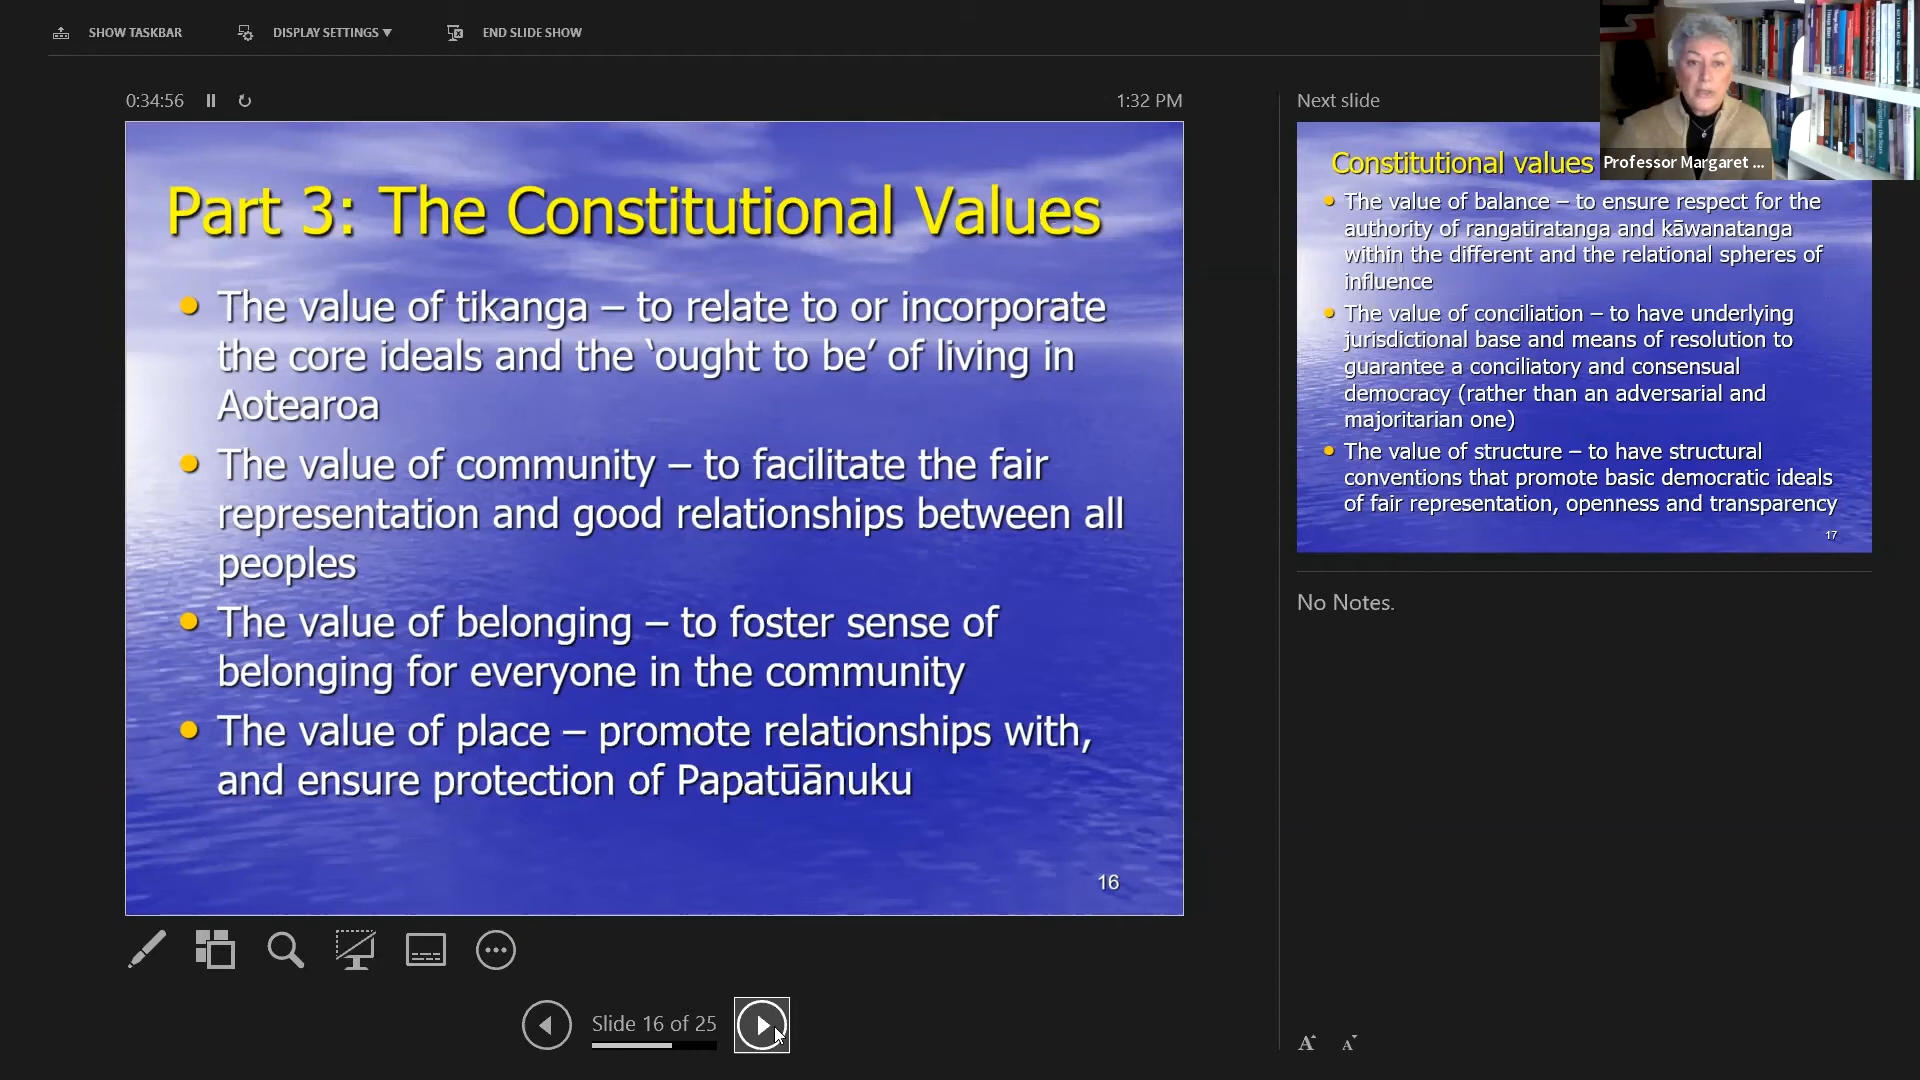 SHOW TASKBAR
DISPLAY SETTINGS ▼
END SLIDE SHOW
0:34:56
1:32 PM
Part 3: The Constitutional Values
• The value of tikanga – to relate to or incorporate
the core ideals and the ‘ought to be’ of living in
Aotearoa
• The value of community – to facilitate the fair
representation and good relationships between all
peoples
• The value of belonging – to foster sense of
belonging for everyone in the community
• The value of place – promote relationships with,
and ensure protection of Papatūānuku
16
Slide 16 of 25
Next slide
Professor Margaret ...
Constitutional values
• The value of balance – to ensure respect for the
authority of rangatiratanga and kāwanatanga
within the different and the relational spheres of
influence
• The value of conciliation – to have underlying
jurisdictional base and means of resolution to
guarantee a conciliatory and consensual
democracy (rather than an adversarial and
majoritarian one)
• The value of structure – to have structural
conventions that promote basic democratic ideals
of fair representation, openness and transparency
17
No Notes.
A A